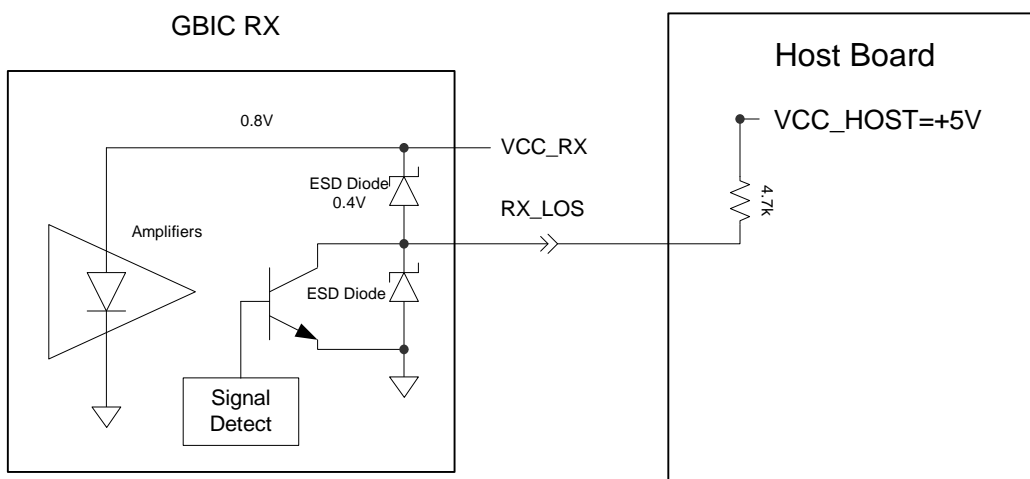 GBIC RX
Host Board
0.8V
VCC_HOST=+5V
VCC_RX
ESD Diode
0.4V
4.7k
RX_LOS
Amplifiers
ESD Diode
Signal
Detect